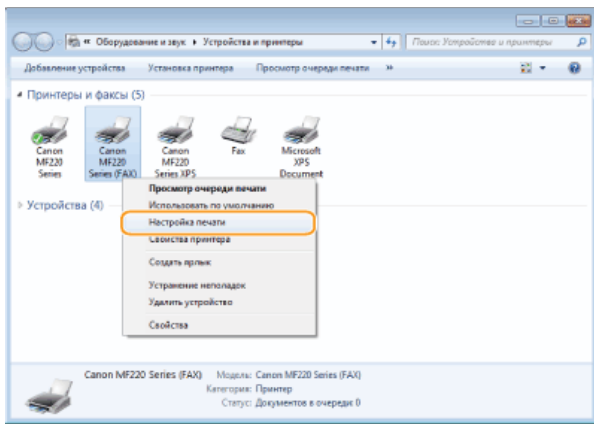 « Оборудование и звук ▸ Устройства и принтеры
Поиск: Устройства и принтеры
Добавление устройства Установка принтера Просмотр очереди печати »
Принтеры и факсы (5)
Canon MF220 Series
Canon MF220 Series (FAX)
Canon MF220 Series XPS
Fax
Microsoft XPS Document
Просмотр очереди печати
Использовать по умолчанию
Настройка печати
Свойства принтера
Создать ярлык
Устранение неполадок
Удалить устройство
Свойства
Устройства (4)
Canon MF220 Series (FAX) Модель: Canon MF220 Series (FAX)
Категория: Принтер
Статус: Документов в очереди: 0